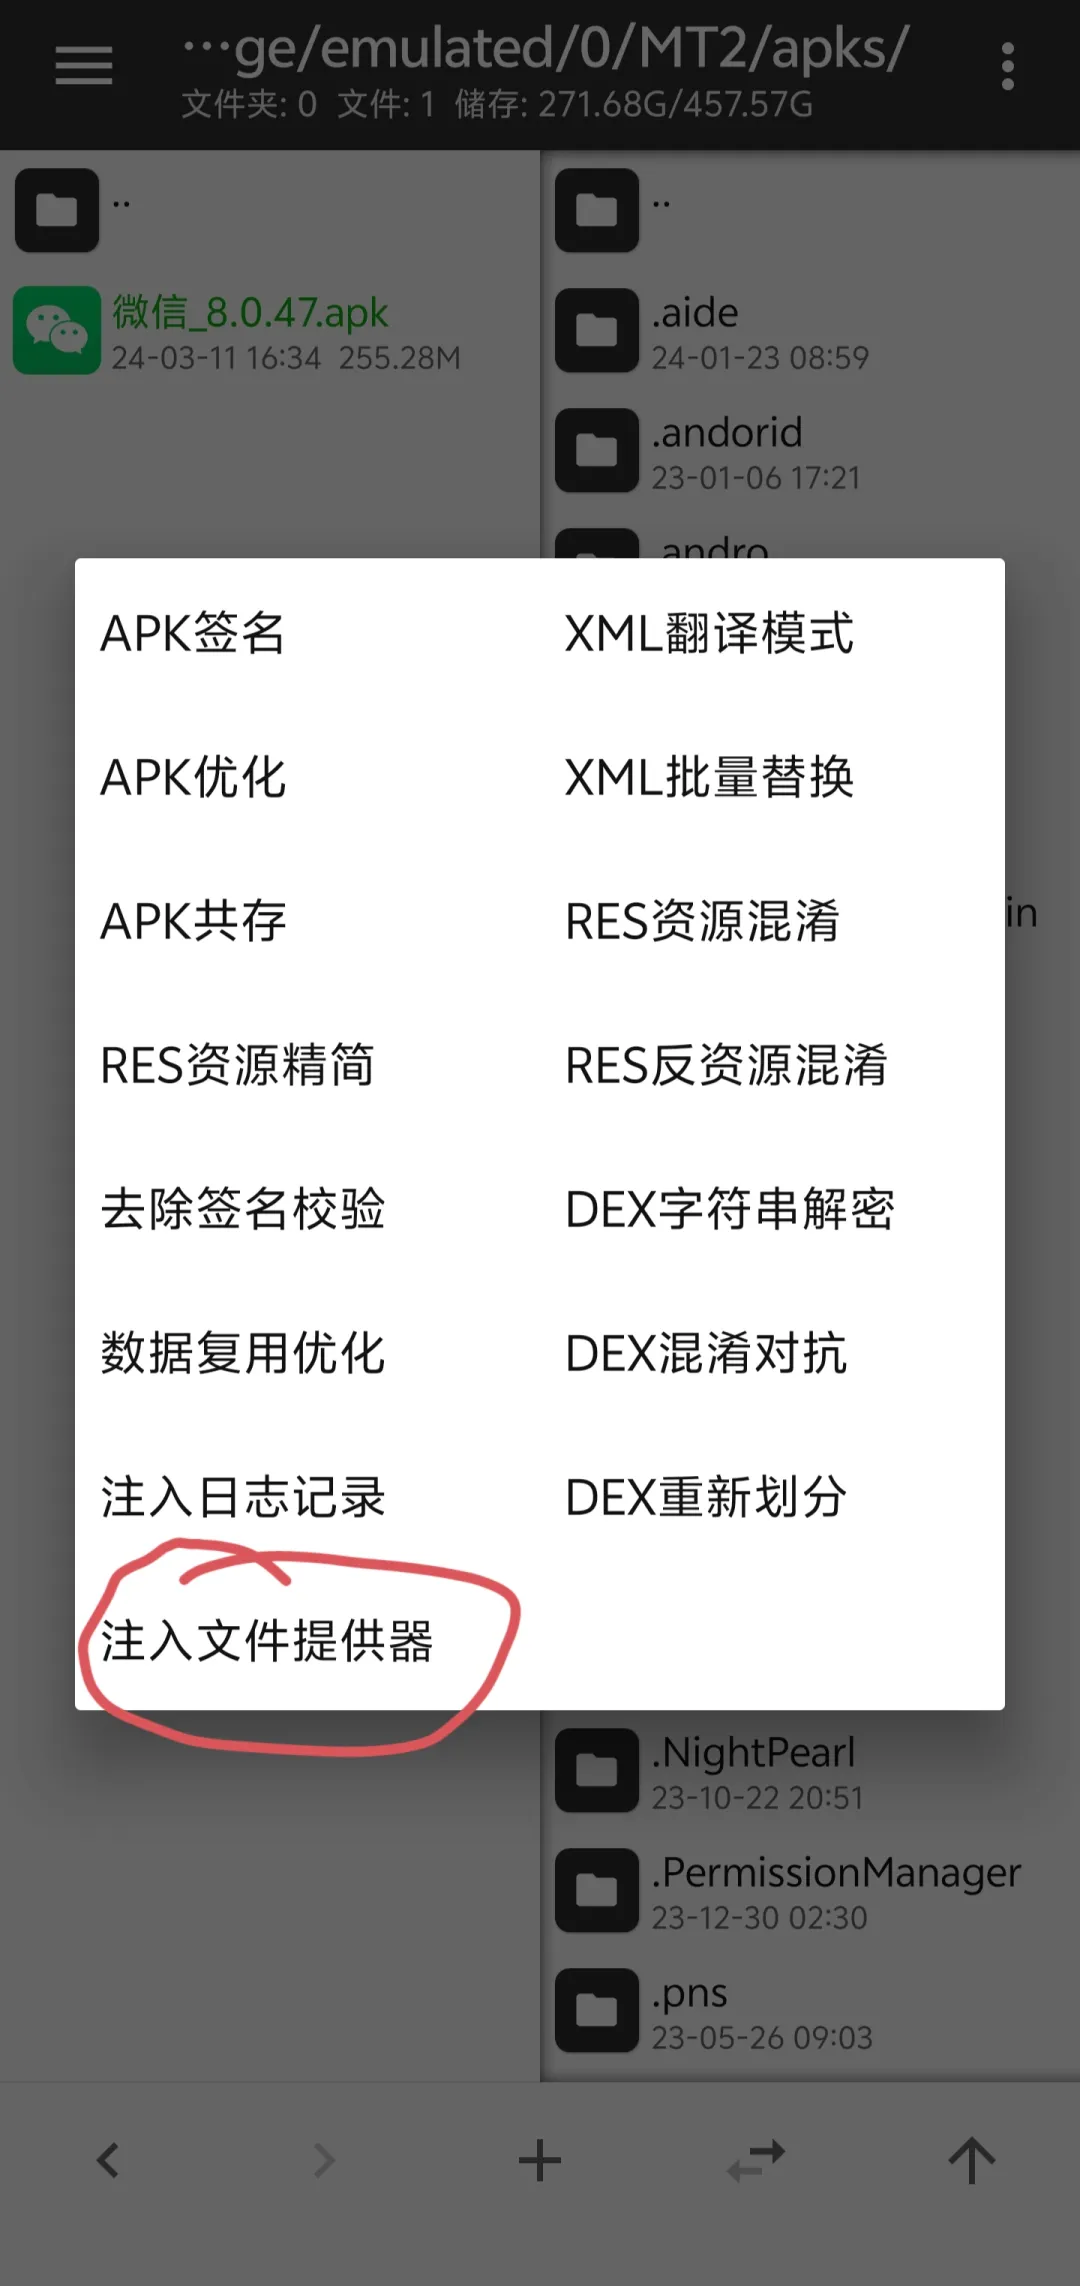 …ge/emulated/0/MT2/apks/
文件夹: 0 文件: 1 储存: 271.68G/457.57G
..
微信_8.0.47.apk
24-03-11 16:34 255.28M
..
.aide
24-01-23 08:59
.andorid
23-01-06 17:21
.andro
APK签名
XML翻译模式
APK优化
XML批量替换
APK共存
RES资源混淆
in
RES资源精简
RES反资源混淆
去除签名校验
DEX字符串解密
数据复用优化
DEX混淆对抗
注入日志记录
DEX重新划分
注入文件提供器
.NightPearl
23-10-22 20:51
.PermissionManager
23-12-30 02:30
.pns
23-05-26 09:03